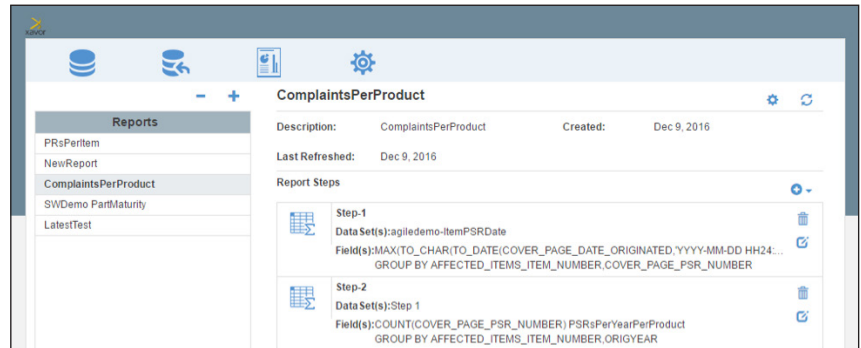 xavor
Reports
PRsPerItem
NewReport
ComplaintsPerProduct
SWDemo PartMaturity
LatestTest
ComplaintsPerProduct
Description: ComplaintsPerProduct Created: Dec 9, 2016
Last Refreshed: Dec 9, 2016
Report Steps
Step-1
DataSet(s):agiledemo-ItemPSRDate
Field(s):MAX(TO_CHAR(TO_DATE(COVER_PAGE_DATE_ORIGINATED,'YYYY-MM-DD HH24:...
GROUP BY AFFECTED_ITEMS_ITEM_NUMBER,COVER_PAGE_PSR_NUMBER
Step-2
DataSet(s):Step 1
Field(s):COUNT(COVER_PAGE_PSR_NUMBER) PSRsPerYearPerProduct
GROUP BY AFFECTED_ITEMS_ITEM_NUMBER,ORIGYEAR